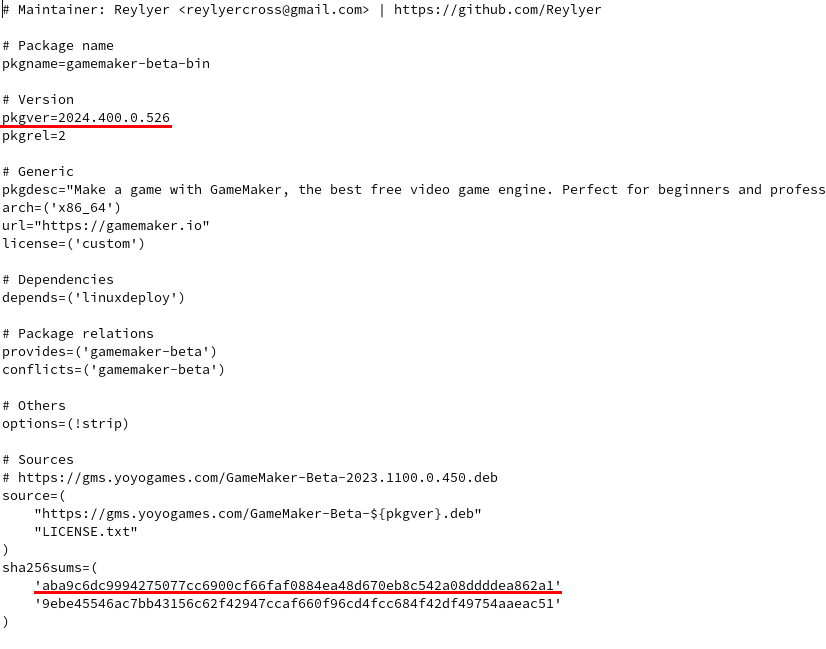 # Maintainer: Reylyer <reylyercross@gmail.com> | https://github.com/Reylyer
# Package name
pkgname=gamemaker-beta-bin
# Version
pkgver=2024.400.0.526
pkgrel=2
# Generic
pkgdesc="Make a game with GameMaker, the best free video game engine. Perfect for beginners and profess
arch=('x86_64')
url="https://gamemaker.io"
license=('custom')
# Dependencies
depends=('linuxdeploy')
# Package relations
provides=('gamemaker-beta')
conflicts=('gamemaker-beta')
# Others
options=(!strip)
# Sources
# https://gms.yoyogames.com/GameMaker-Beta-2023.1100.0.450.deb
source=(
    "https://gms.yoyogames.com/GameMaker-Beta-${pkgver}.deb"
    "LICENSE.txt"
)
sha256sums=(
    'aba9c6dc9994275077cc6900cf66faf0884ea48d670eb8c542a08ddddea862a1'
    '9ebe45546ac7bb43156c62f42947ccaf660f96cd4fcc684f42df49754aaeac51'
)